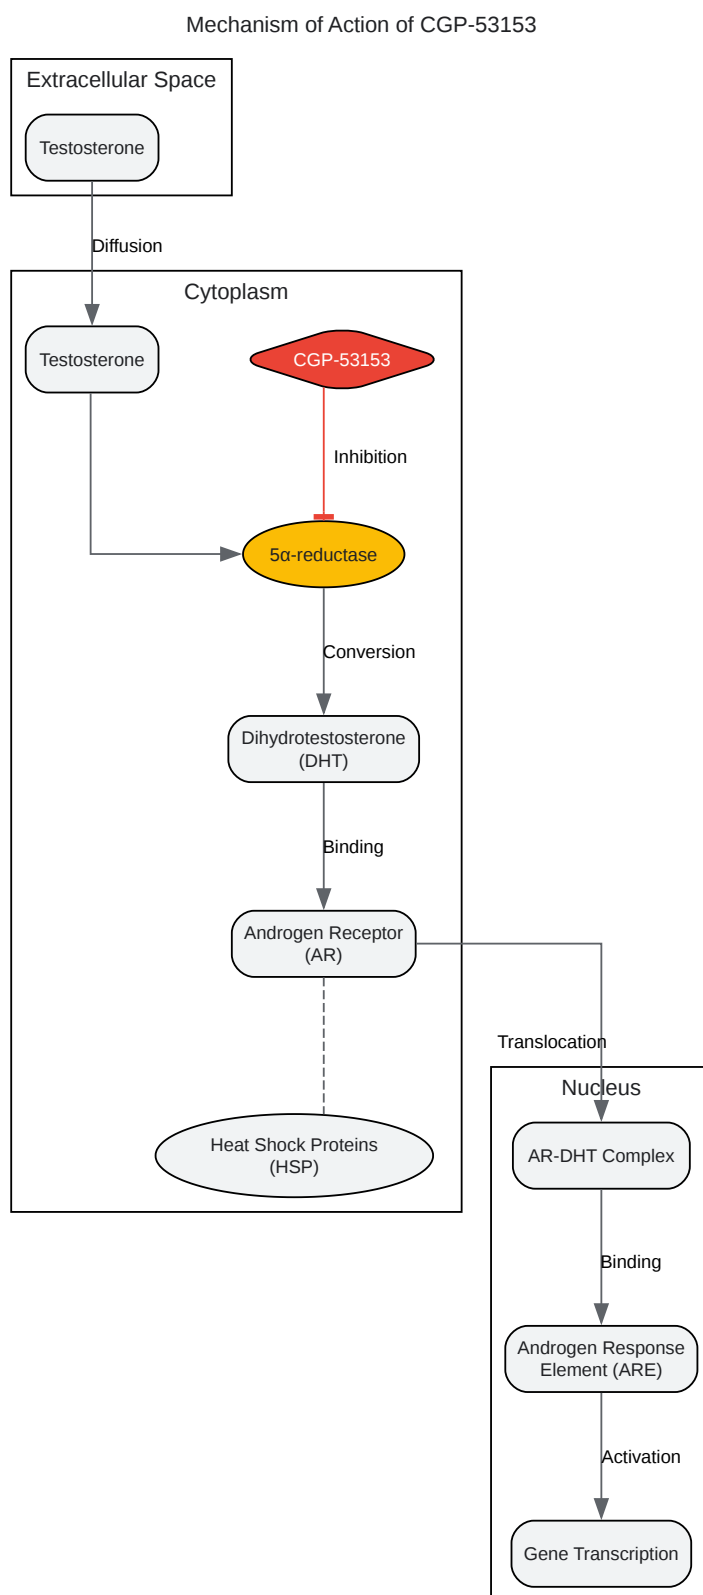 Mechanism of Action of CGP-53153
Extracellular Space
Testosterone
Diffusion
Cytoplasm
Testosterone
CGP-53153
Inhibition
5α-reductase
Conversion
Dihydrotestosterone
(DHT)
Binding
Androgen Receptor
(AR)
Translocation
Nucleus
Heat Shock Proteins
(HSP)
AR-DHT Complex
Binding
Androgen Response
Element (ARE)
Activation
Gene Transcription